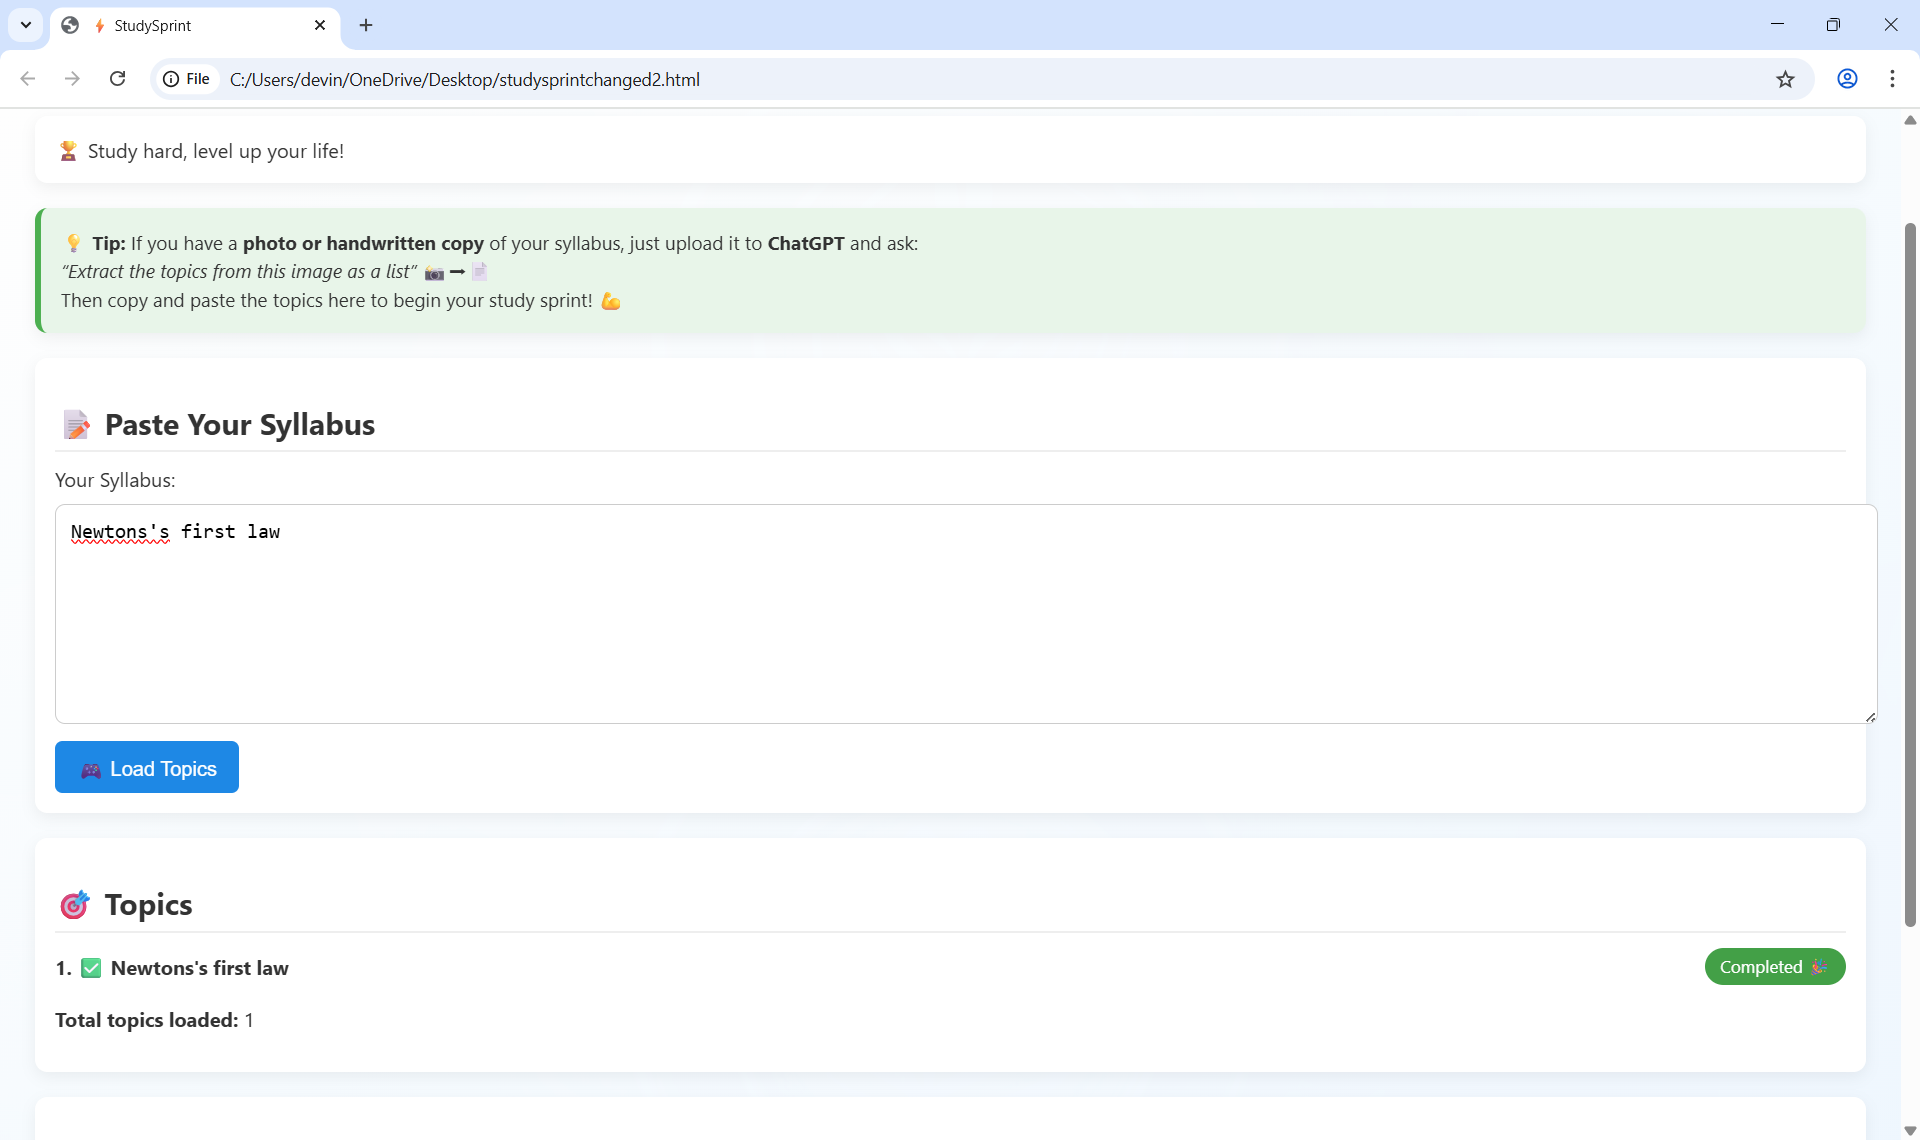 StudySprint
File
C:/Users/devin/OneDrive/Desktop/studysprintchanged2.html
🏆 Study hard, level up your life!
💡 Tip: If you have a photo or handwritten copy of your syllabus, just upload it to ChatGPT and ask:
“Extract the topics from this image as a list” 📸 ➡ 📄
Then copy and paste the topics here to begin your study sprint! 💪
📝 Paste Your Syllabus
Your Syllabus:
Newtons's first law
🎮 Load Topics
🎯 Topics
1. ✅ Newtons's first law
Completed 🎉
Total topics loaded: 1